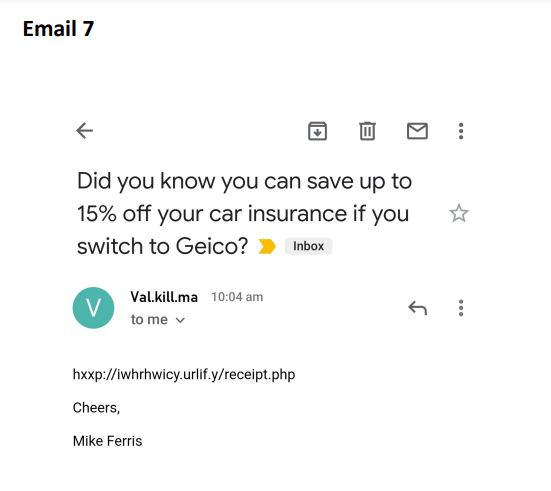 Email 7
Did you know you can save up to
15% off your car insurance if you
switch to Geico? Inbox
V Val.kill.ma 10:04 am
to me
hxxp://iwhrhwicy.urlif.y/receipt.php
Cheers,
Mike Ferris